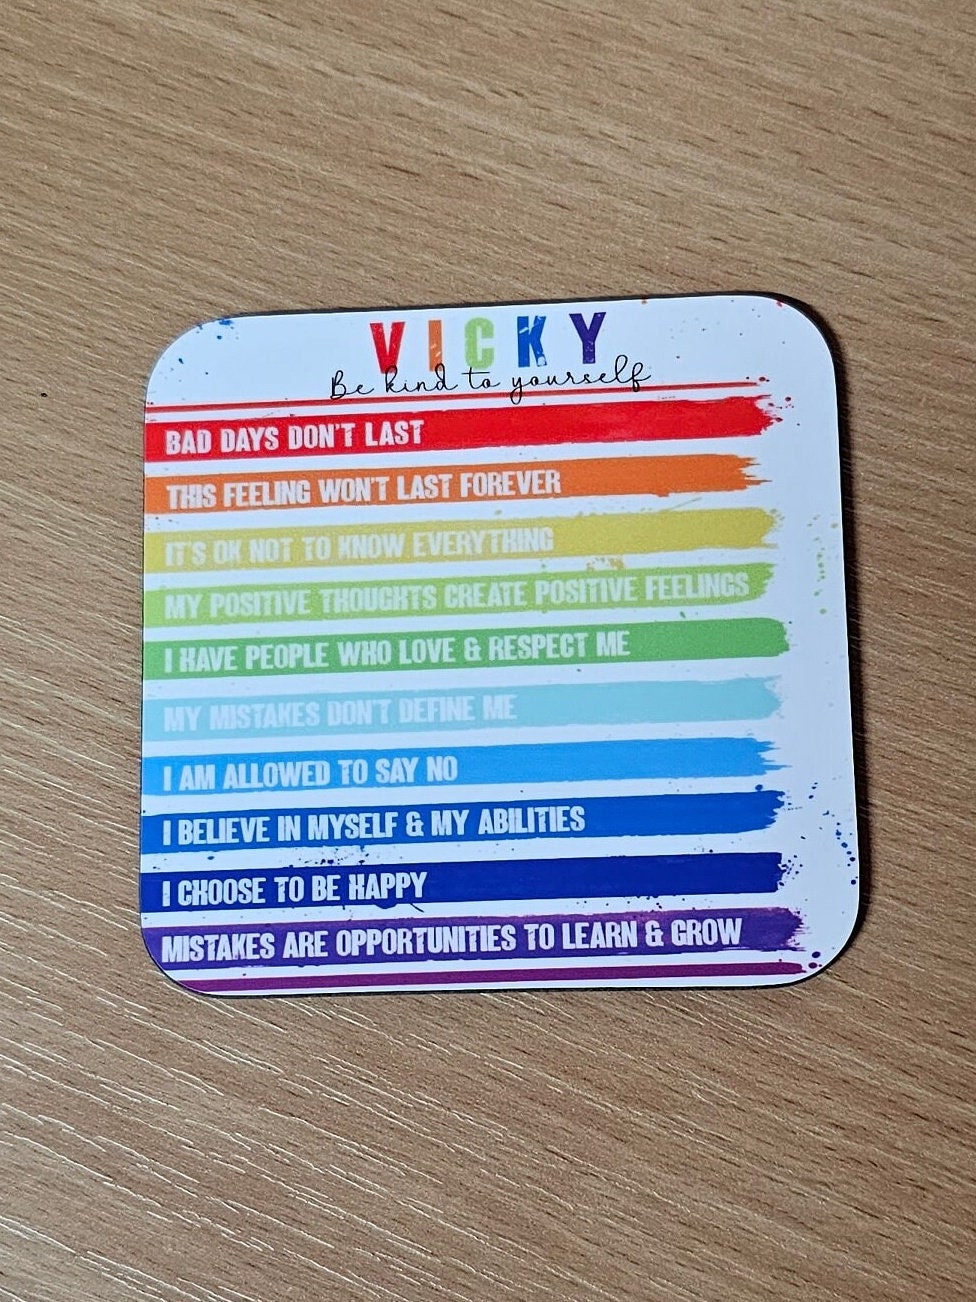 VICKY
Be kind to yourself
BAD DAYS DON'T LAST
THIS FEELING WON'T LAST FOREVER
IT'S OK NOT TO KNOW EVERYTHING
MY POSITIVE THOUGHTS CREATE POSITIVE FEELINGS
I HAVE PEOPLE WHO LOVE & RESPECT ME
MY MISTAKES DON'T DEFINE ME
I AM ALLOWED TO SAY NO
I BELIEVE IN MYSELF & MY ABILITIES
I CHOOSE TO BE HAPPY
MISTAKES ARE OPPORTUNITIES TO LEARN & GROW